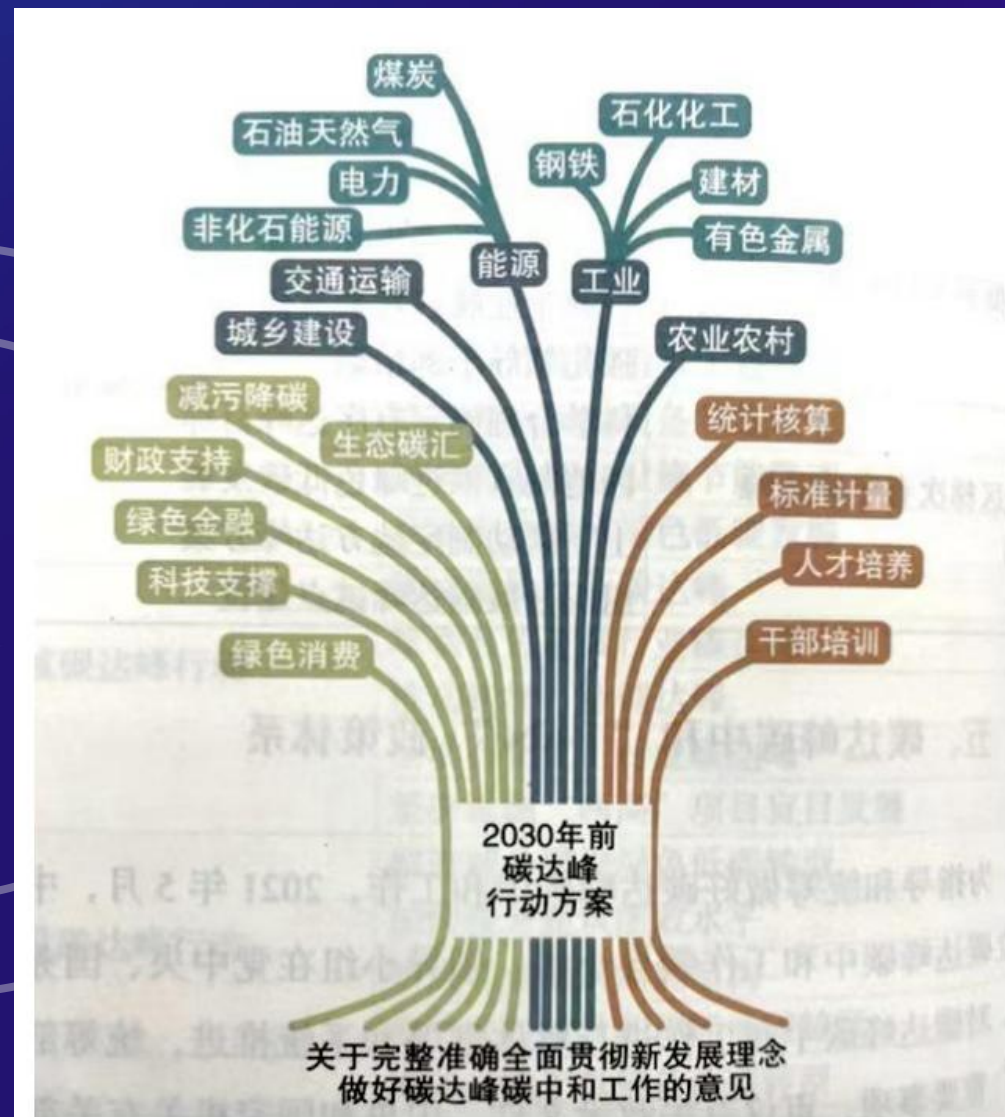 煤炭
石化化工
石油天然气
钢铁
电力
建材
非化石能源
有色金属
能源
交通运输
工业
城乡建设
农业农村
减污降碳
统计核算
生态碳汇
财政支持
标准计量
绿色金融
人才培养
科技支撑
干部培训
绿色消费
2030年前
碳达峰
行动方案
关于完整准确全面贯彻新发展理念
做好碳达峰碳中和工作的意见